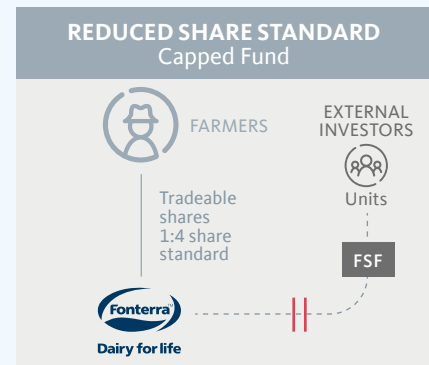 REDUCED SHARE STANDARD
Capped Fund
FARMERS
EXTERNAL
INVESTORS
Units
Tradeable
shares
1:4 share
standard
FSF
Fonterra™
Dairy for life